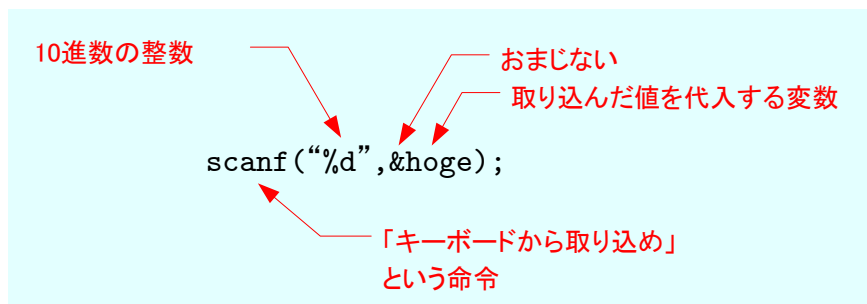 10進数の整数
おまじない
取り込んだ値を代入する変数
scanf(“%d”,&hoge);
「キーボードから取り込め」
という命令